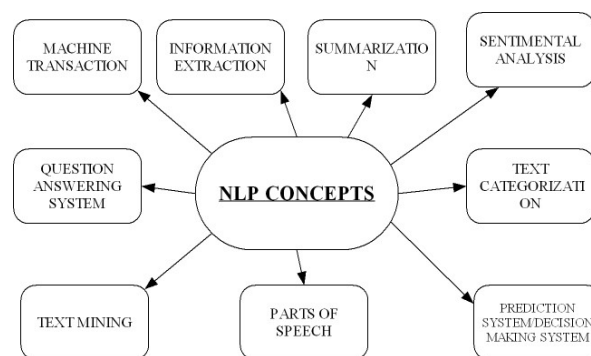 MACHINE
TRANSACTION
INFORMATION
EXTRACTION
SUMMARIZATIO
N
SENTIMENTAL
ANALYSIS
QUESTION
ANSWERING
SYSTEM
NLP CONCEPTS
TEXT
CATEGORIZATI
ON
TEXT MINING
PARTS OF
SPEECH
PREDICTION
SYSTEM/DECISION
MAKING SYSTEM